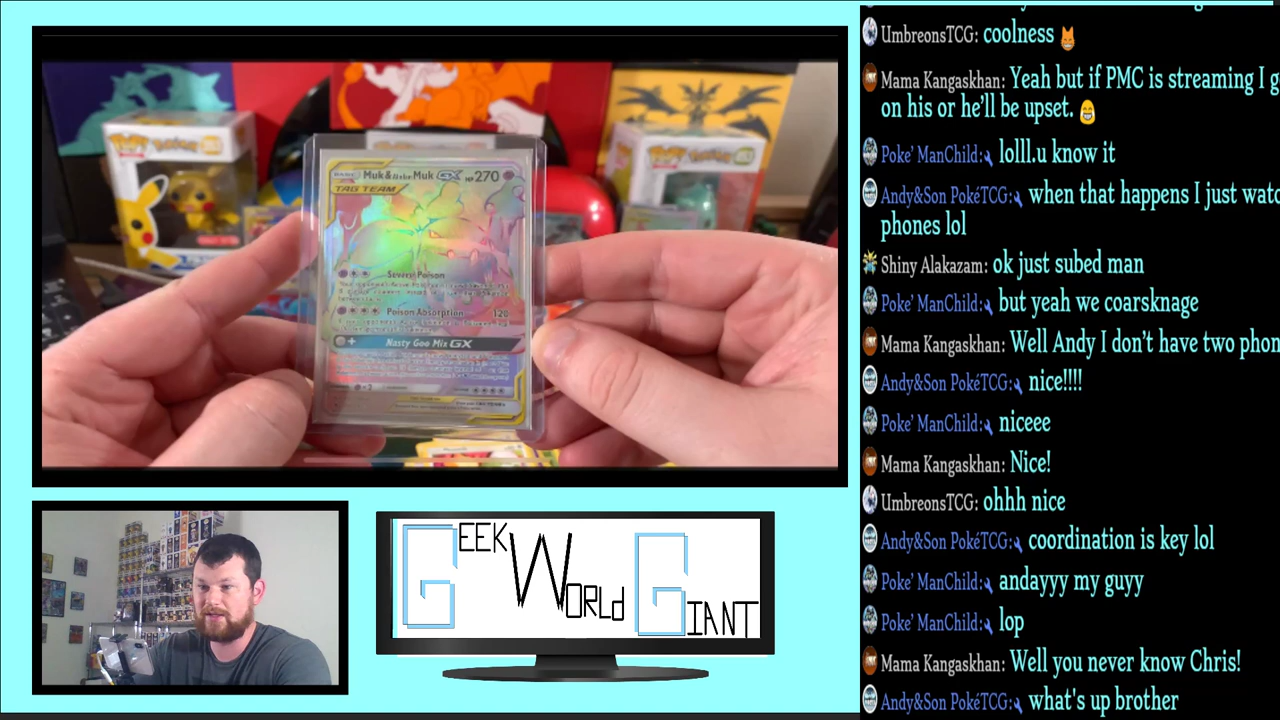 UmbreonsTCG: coolness
Mama Kangaskhan: Yeah but if PMC is streaming I g
on his or he'll be upset.
Poke' ManChild: lolll.u know it
Andy&Son PokéTCG: when that happens I just watc
phones lol
Shiny Alakazam: ok just subed man
Poke' ManChild: but yeah we coarsknage
Mama Kangaskhan: Well Andy I don't have two phon
Andy&Son PokéTCG: nice!!!!
Poke' ManChild: niceee
Mama Kangaskhan: Nice!
UmbreonsTCG: ohhh nice
Andy&Son PokéTCG: coordination is key lol
Poke' ManChild: andayyy my guyy
Poke' ManChild: lop
Mama Kangaskhan: Well you never know Chris!
Andy&Son PokéTCG: what's up brother
BASIC Muk & Alolan Muk GX HP 270
TAG TEAM
Severe Poison
Poison Absorption 120
Nasty Goo Mix GX
GEEK WORLD GIANT